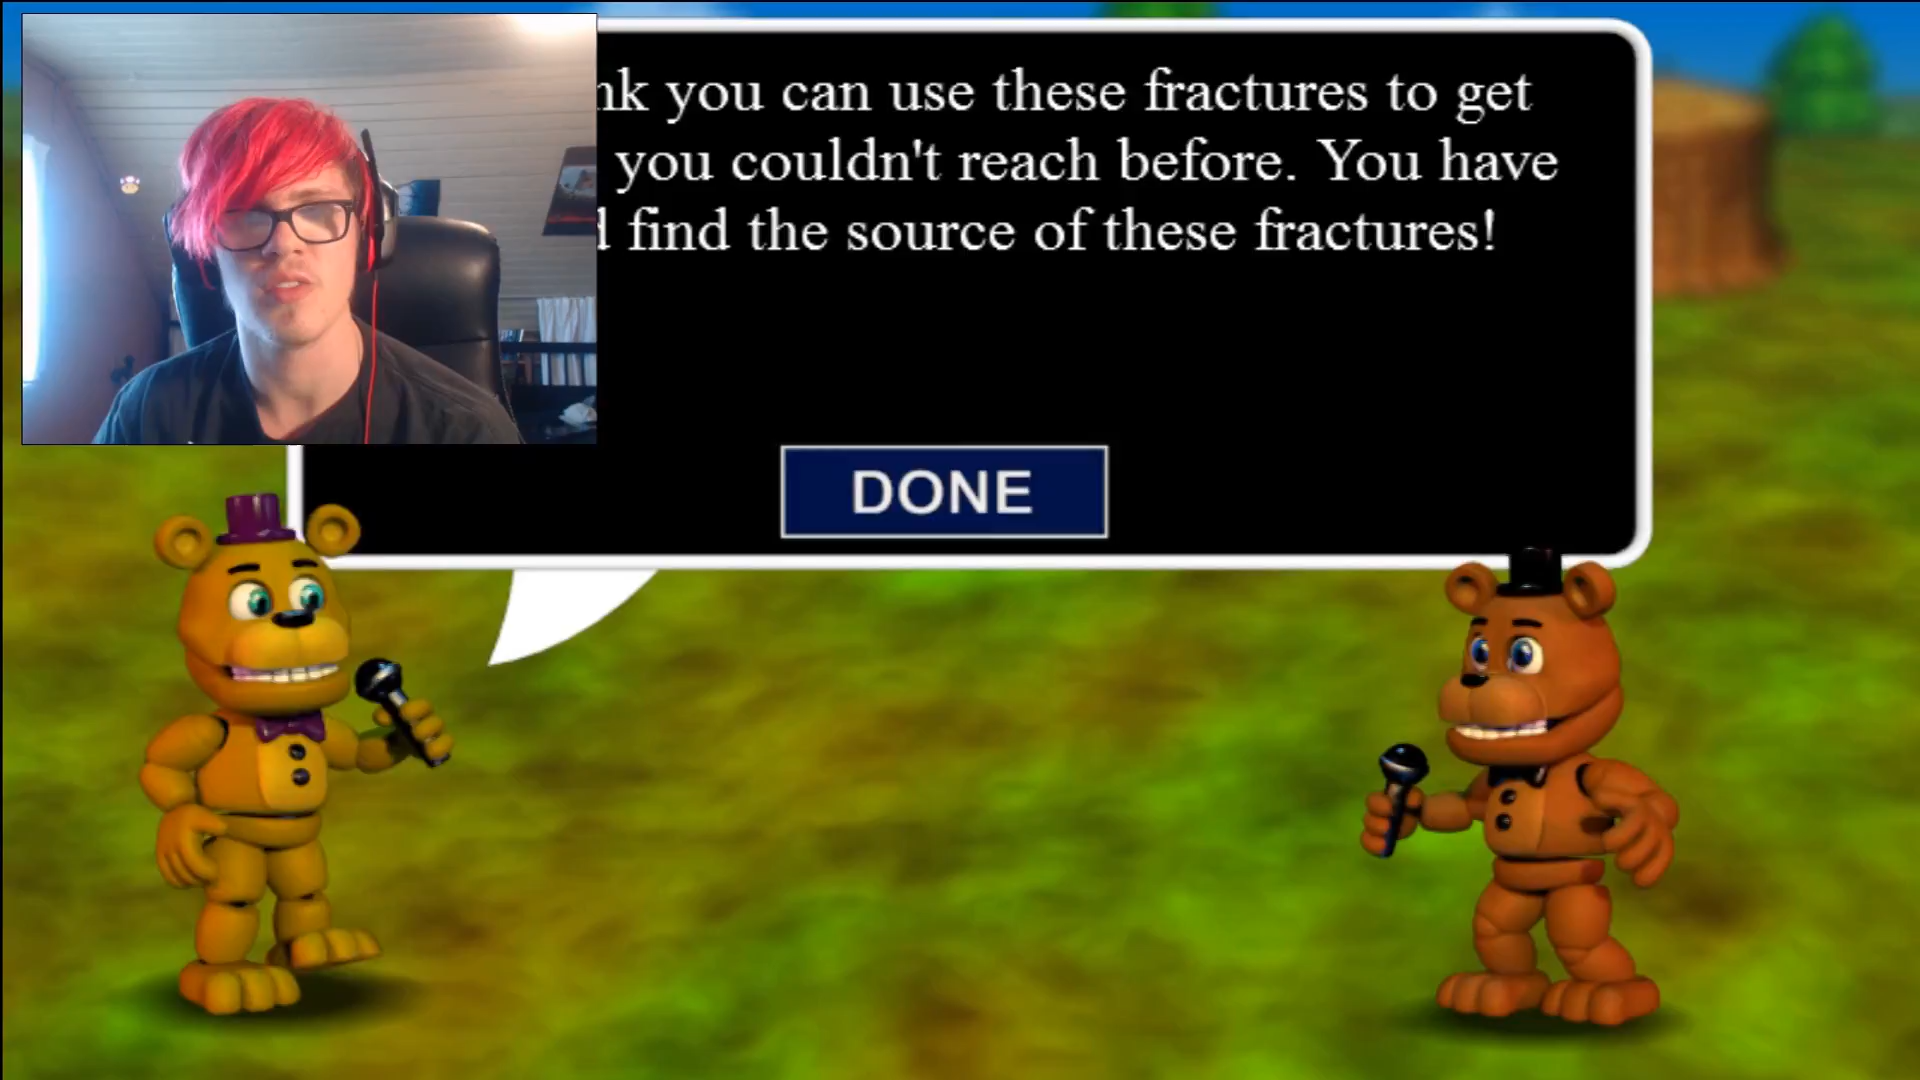 you can use these fractures to get
you couldn't reach before. You have
find the source of these fractures!
DONE